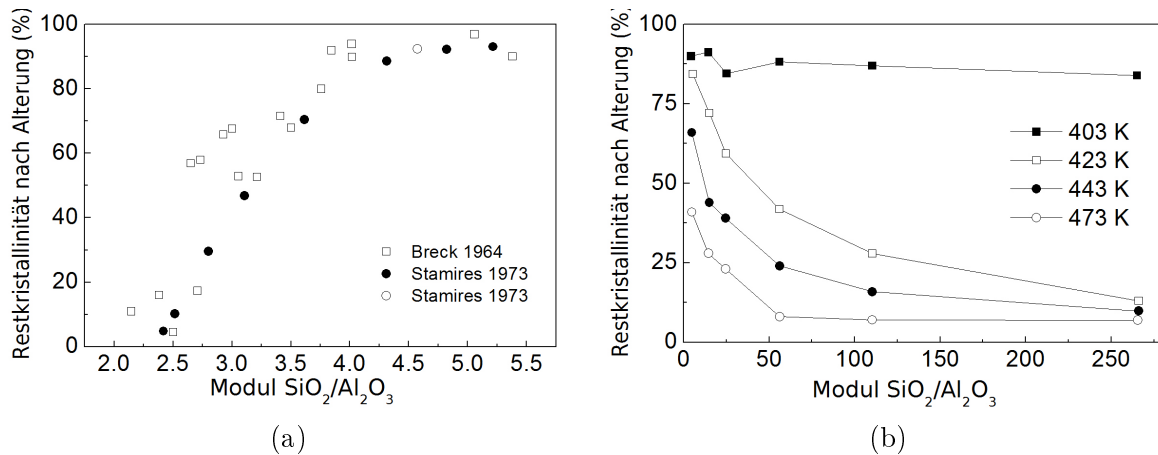 Restkristallinität nach Alterung (%)
100
80
60
40
20
0
2.0 2.5 3.0 3.5 4.0 4.5 5.0 5.5
Modul SiO₂/Al₂O₃
Breck 1964
Stamires 1973
Stamires 1973
(a)
Restkristallinität nach Alterung (%)
100
75
50
25
0
0 50 100 150 200 250
Modul SiO₂/Al₂O₃
403 K
423 K
443 K
473 K
(b)